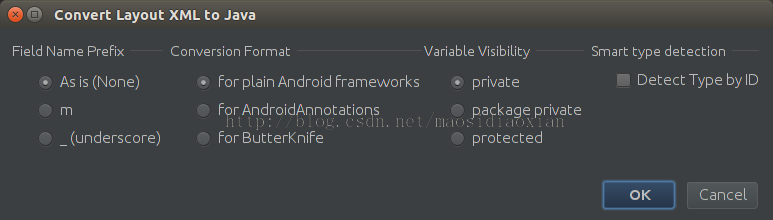 Convert Layout XML to Java
Field Name Prefix Conversion Format Variable Visibility Smart type detection
As is (None) for plain Android frameworks private Detect Type by ID
m for AndroidAnnotations package private
http://blog.csdn.net/maosidiaoxian
_ (underscore) for ButterKnife protected
OK Cancel